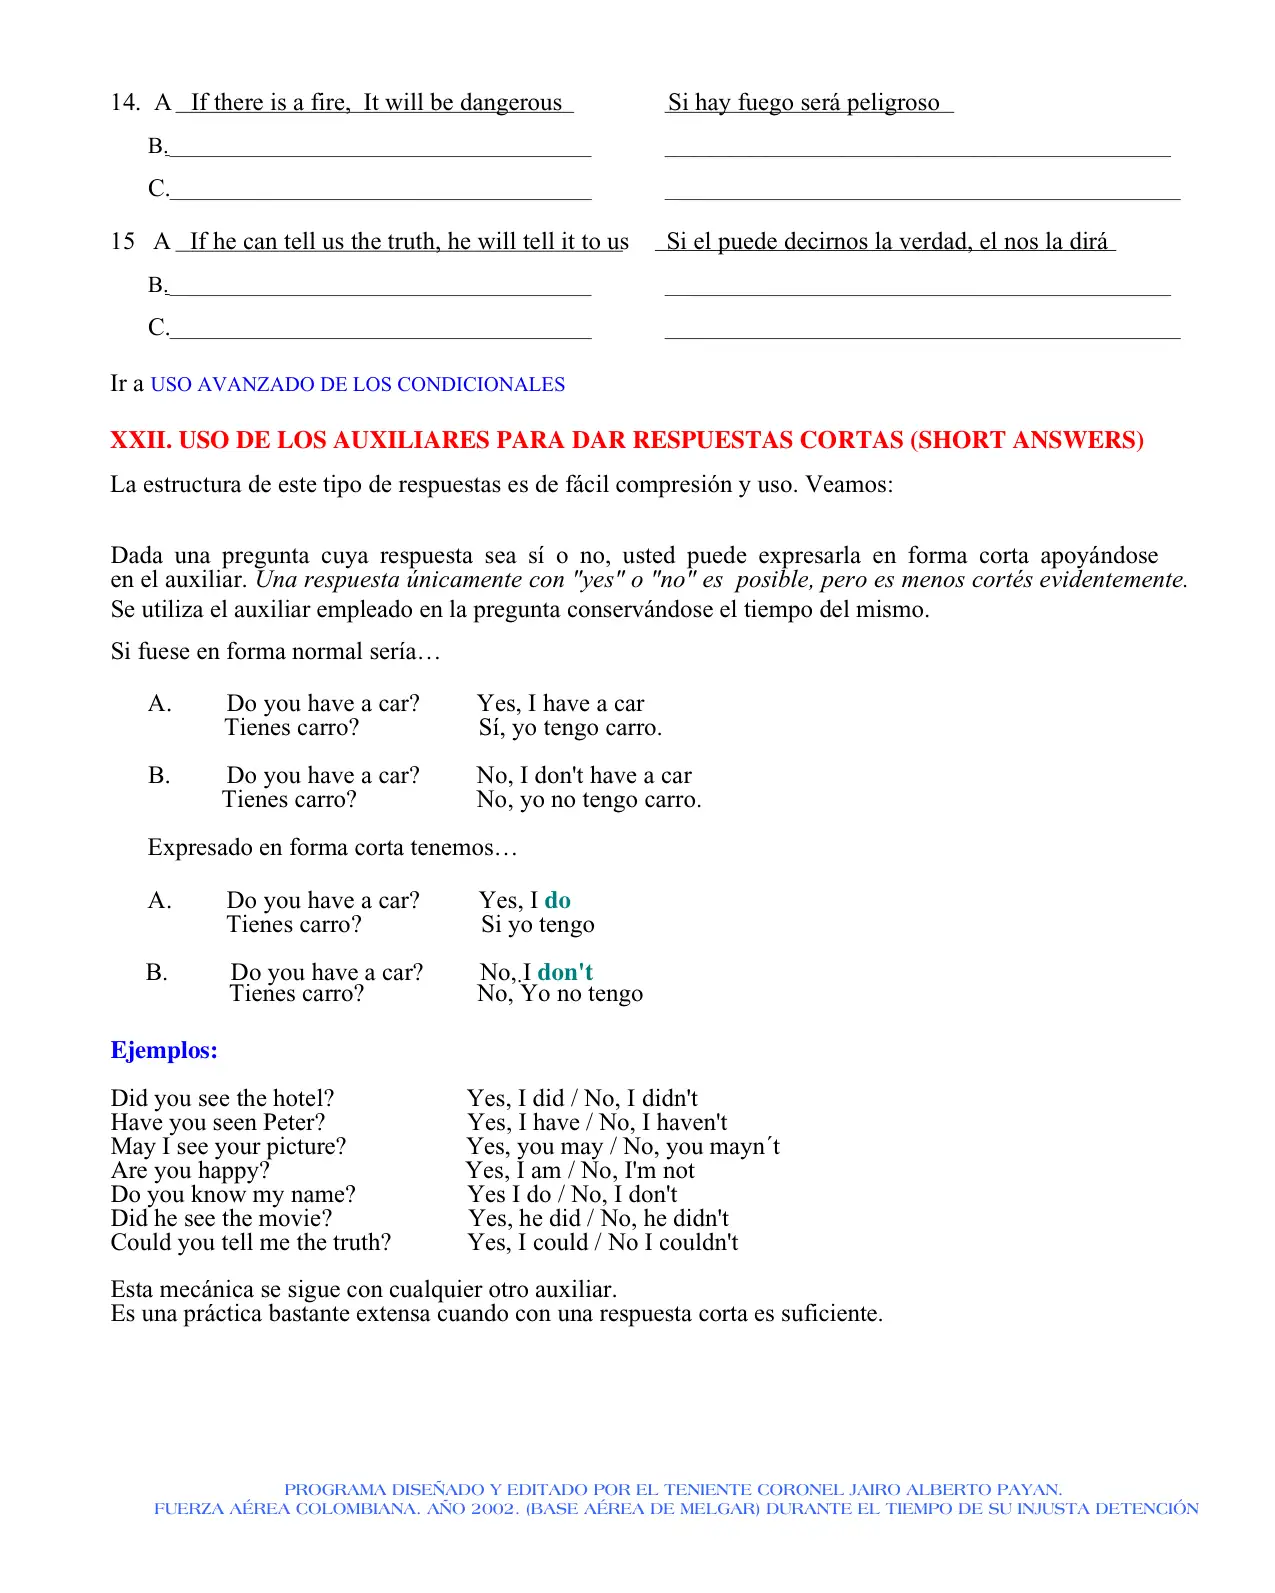 14. A If there is a fire, It will be dangerous Si hay fuego será peligroso
B.
C.
15 A If he can tell us the truth, he will tell it to us Si el puede decirnos la verdad, el nos la dirá
B.
C.
Ir a USO AVANZADO DE LOS CONDICIONALES
XXII. USO DE LOS AUXILIARES PARA DAR RESPUESTAS CORTAS (SHORT ANSWERS)
La estructura de este tipo de respuestas es de fácil compresión y uso. Veamos:
Dada una pregunta cuya respuesta sea sí o no, usted puede expresarla en forma corta apoyándose
en el auxiliar. Una respuesta únicamente con "yes" o "no" es posible, pero es menos cortés evidentemente.
Se utiliza el auxiliar empleado en la pregunta conservándose el tiempo del mismo.
Si fuese en forma normal sería…
A. Do you have a car? Yes, I have a car
Tienes carro? Sí, yo tengo carro.
B. Do you have a car? No, I don't have a car
Tienes carro? No, yo no tengo carro.
Expresado en forma corta tenemos…
A. Do you have a car? Yes, I do
Tienes carro? Si yo tengo
B. Do you have a car? No, I don't
Tienes carro? No, Yo no tengo
Ejemplos:
Did you see the hotel? Yes, I did / No, I didn't
Have you seen Peter? Yes, I have / No, I haven't
May I see your picture? Yes, you may / No, you mayn´t
Are you happy? Yes, I am / No, I'm not
Do you know my name? Yes I do / No, I don't
Did he see the movie? Yes, he did / No, he didn't
Could you tell me the truth? Yes, I could / No I couldn't
Esta mecánica se sigue con cualquier otro auxiliar.
Es una práctica bastante extensa cuando con una respuesta corta es suficiente.
PROGRAMA DISEÑADO Y EDITADO POR EL TENIENTE CORONEL JAIRO ALBERTO PAYAN.
FUERZA AÉREA COLOMBIANA. AÑO 2002. (BASE AÉREA DE MELGAR) DURANTE EL TIEMPO DE SU INJUSTA DETENCIÓN